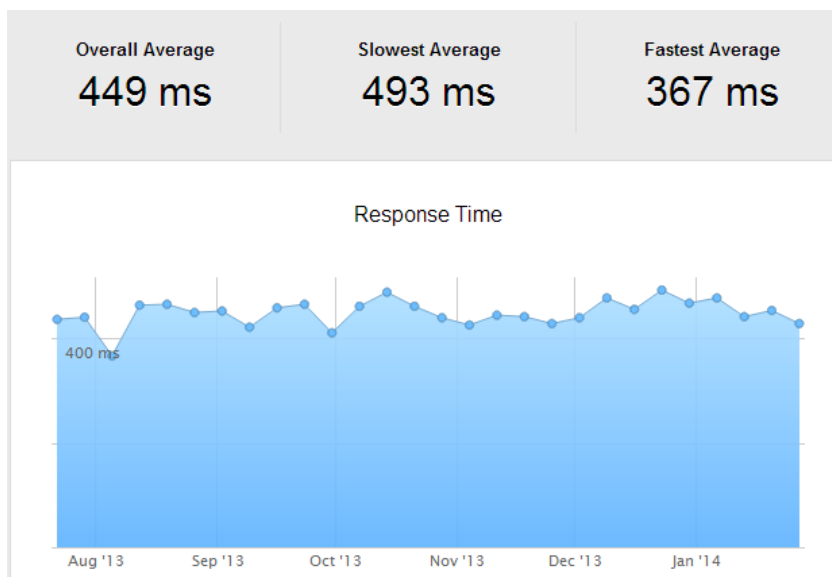 Overall Average
Slowest Average
Fastest Average
449 ms
493 ms
367 ms
Response Time
400 ms
Aug '13
Sep '13
Oct '13
Nov '13
Dec '13
Jan '14